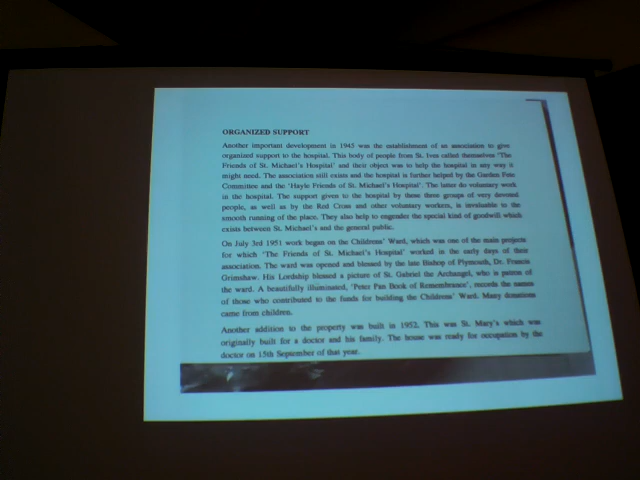 ORGANIZED SUPPORT
Another important development in 1945 was the establishment of an association to give
organized support to the hospital. This body of people from St. Ives called themselves 'The
Friends of St. Michael's Hospital' and their object was to help the hospital in any way it
might need. The association still exists and the hospital is further helped by the Garden Fete
Committee and the 'Hayle Friends of St. Michael's Hospital'. The latter do voluntary work
in the hospital. The support given to the hospital by these three groups of very devoted
people, as well as by the Red Cross and other voluntary workers, is invaluable to the
smooth running of the place. They also help to engender the special kind of goodwill which
exists between St. Michael's and the general public.
On July 3rd 1951 work began on the Childrens' Ward, which was one of the main projects
for which 'The Friends of St. Michael's Hospital' worked in the early days of their
association. The ward was opened and blessed by the late Bishop of Plymouth, Dr. Francis
Grimshaw. His Lordship blessed a picture of St. Gabriel the Archangel, who is patron of
the ward. A beautifully illuminated, 'Peter Pan Book of Remembrance', records the names
of those who contributed to the funds for building the Childrens' Ward. Many donations
came from children.
Another addition to the property was built in 1952. This was St. Mary's which was
originally built for a doctor and his family. The house was ready for occupation by the
doctor on 15th September of that year.